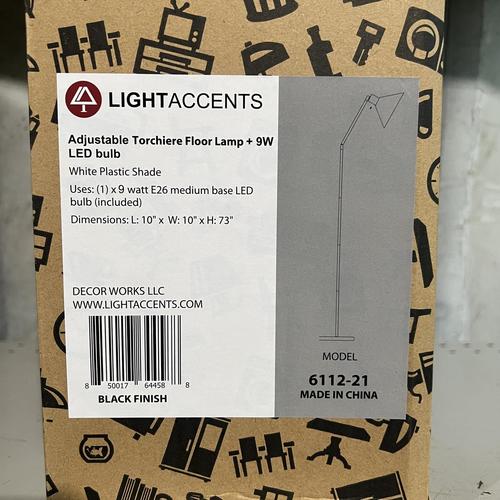 LIGHTACCENTS
Adjustable Torchiere Floor Lamp + 9W
LED bulb
White Plastic Shade
Uses: (1) x 9 watt E26 medium base LED
bulb (included)
Dimensions: L: 10" x W: 10" x H: 73"
DECOR WORKS LLC
WWW.LIGHTACCENTS.COM
8 50017 64458 8
BLACK FINISH
MODEL
6112-21
MADE IN CHINA